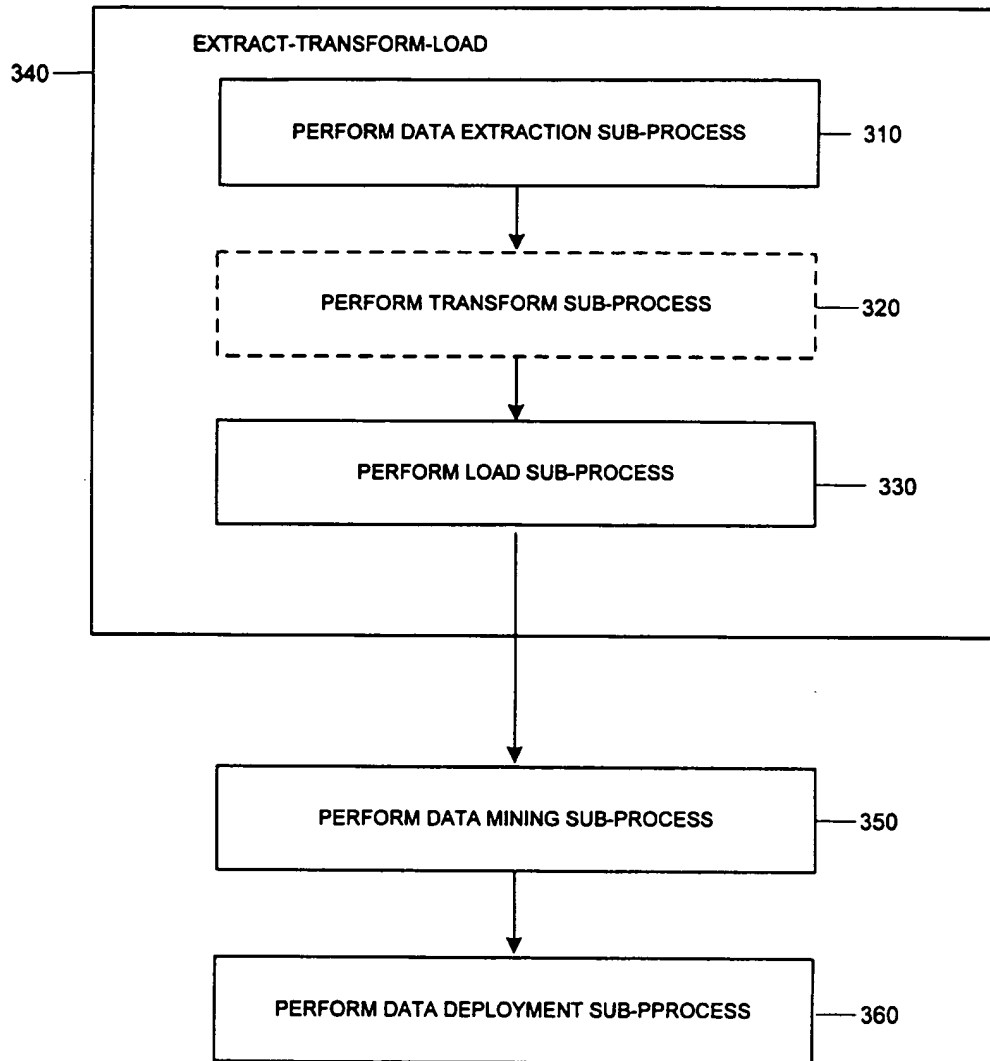 EXTRACT-TRANSFORM-LOAD
340
PERFORM DATA EXTRACTION SUB-PROCESS
310
PERFORM TRANSFORM SUB-PROCESS
320
PERFORM LOAD SUB-PROCESS
330
PERFORM DATA MINING SUB-PROCESS
350
PERFORM DATA DEPLOYMENT SUB-PPROCESS
360